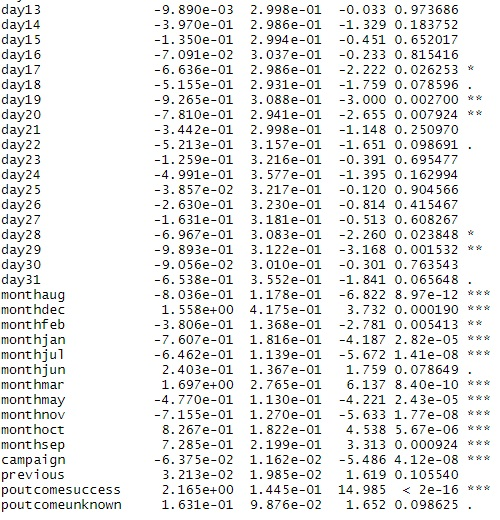 day13 -9.890e-03 2.998e-01 -0.033 0.973686
day14 -3.970e-01 2.986e-01 -1.329 0.183752
day15 -1.350e-01 2.994e-01 -0.451 0.652017
day16 -7.091e-02 3.037e-01 -0.233 0.815416
day17 -6.636e-01 2.986e-01 -2.222 0.026253 *
day18 -5.155e-01 2.931e-01 -1.759 0.078596 .
day19 -9.265e-01 3.088e-01 -3.000 0.002700 **
day20 -7.810e-01 2.941e-01 -2.655 0.007924 **
day21 -3.442e-01 2.998e-01 -1.148 0.250970
day22 -5.213e-01 3.157e-01 -1.651 0.098691 .
day23 -1.259e-01 3.216e-01 -0.391 0.695477
day24 -4.991e-01 3.577e-01 -1.395 0.162994
day25 -3.857e-02 3.217e-01 -0.120 0.904566
day26 -2.630e-01 3.230e-01 -0.814 0.415467
day27 -1.631e-01 3.181e-01 -0.513 0.608267
day28 -6.967e-01 3.083e-01 -2.260 0.023848 *
day29 -9.893e-01 3.122e-01 -3.168 0.001532 **
day30 -9.056e-02 3.010e-01 -0.301 0.763543
day31 -6.538e-01 3.552e-01 -1.841 0.065648 .
monthaug -8.036e-01 1.178e-01 -6.822 8.97e-12 ***
monthdec 1.558e+00 4.175e-01 3.732 0.000190 ***
monthfeb -3.806e-01 1.368e-01 -2.781 0.005413 **
monthjan -7.607e-01 1.816e-01 -4.187 2.82e-05 ***
monthjul -6.462e-01 1.139e-01 -5.672 1.41e-08 ***
monthjun 2.403e-01 1.367e-01 1.759 0.078649 .
monthmar 1.697e+00 2.765e-01 6.137 8.40e-10 ***
monthmay -4.770e-01 1.130e-01 -4.221 2.43e-05 ***
monthnov -7.155e-01 1.270e-01 -5.633 1.77e-08 ***
monthoct 8.267e-01 1.822e-01 4.538 5.67e-06 ***
monthsep 7.285e-01 2.199e-01 3.313 0.000924 ***
campaign -6.375e-02 1.162e-02 -5.486 4.12e-08 ***
previous 3.213e-02 1.985e-02 1.619 0.105540
poutcomesuccess 2.165e+00 1.445e-01 14.985 < 2e-16 ***
poutcomeunknown 1.631e-01 9.876e-02 1.652 0.098625 .